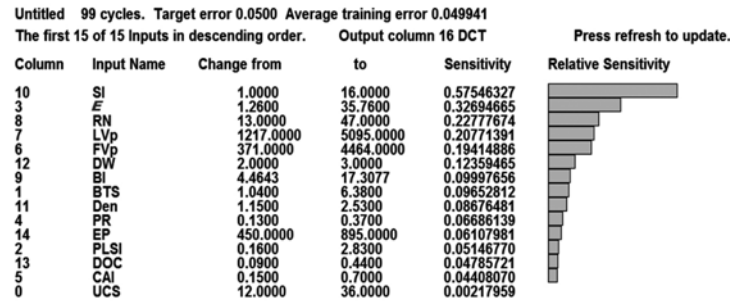 Untitled 99 cycles. Target error 0.0500 Average training error 0.049941
The first 15 of 15 Inputs in descending order. Output column 16 DCT Press refresh to update.
Column Input Name Change from to Sensitivity Relative Sensitivity
10 SI 1.0000 16.0000 0.57546327
3 E 1.2600 35.7600 0.32694665
8 RN 13.0000 47.0000 0.22777674
7 LVp 1217.0000 5095.0000 0.20771391
6 FVp 371.0000 4464.0000 0.19414886
12 DW 2.0000 3.0000 0.12359465
9 BI 4.4643 17.3077 0.09997656
1 BTS 1.0400 6.3800 0.09652812
11 Den 1.1500 2.5300 0.08676481
4 PR 0.1300 0.3700 0.06686139
14 EP 450.0000 895.0000 0.06107981
2 PLSI 0.1600 2.8300 0.05146770
13 DOC 0.0900 0.4400 0.04785721
5 CAI 0.1500 0.7000 0.04408070
0 UCS 12.0000 36.0000 0.00217959